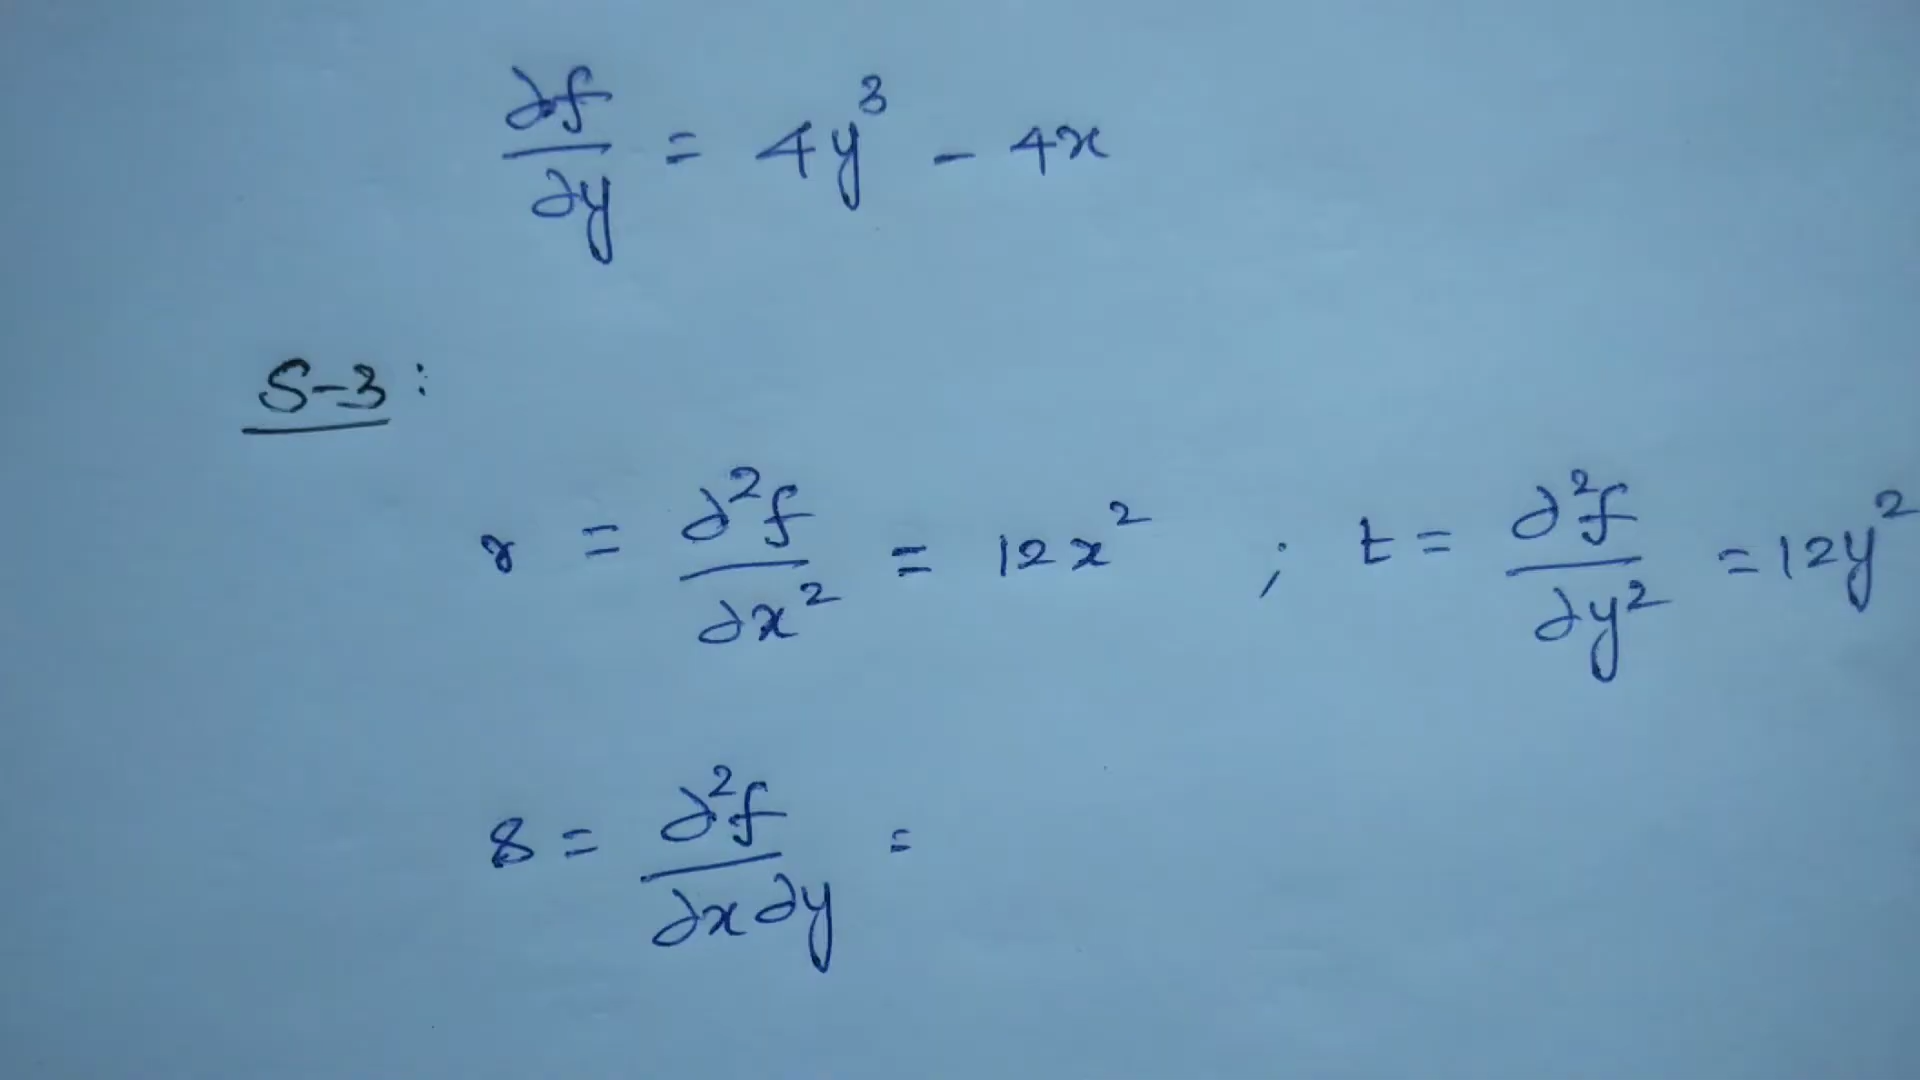 ∂f/∂y = 4y³ - 4x
S-3 :
r = ∂²f/∂x² = 12x² ; t = ∂²f/∂y² = 12y²
s = ∂²f/∂x∂y =